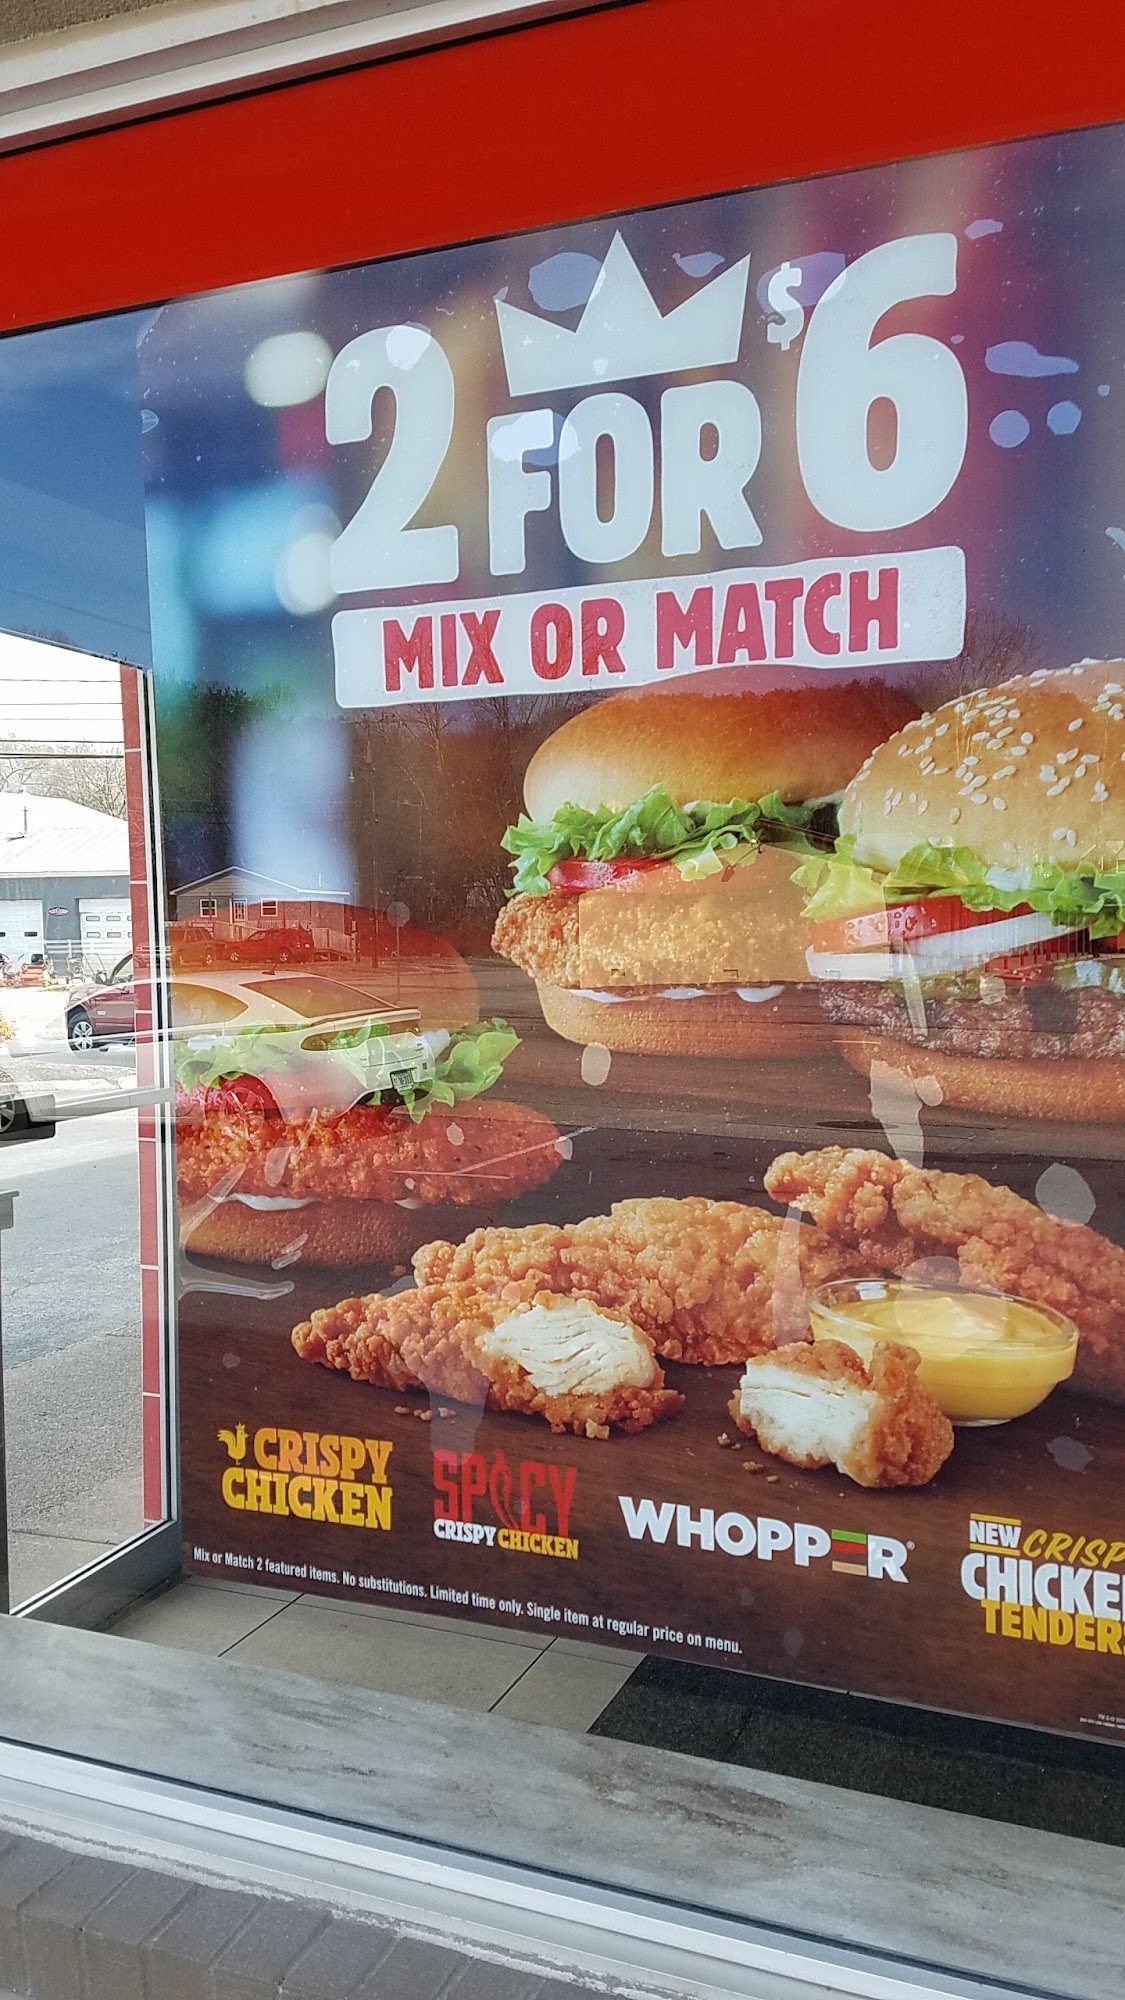 2 FOR $6
MIX OR MATCH
CRISPY
CHICKEN
SPICY
CRISPY CHICKEN
WHOPPER®
NEW CRISP
CHICKE
TENDERS
Mix or Match 2 featured items. No substitutions. Limited time only. Single item at regular price on menu.